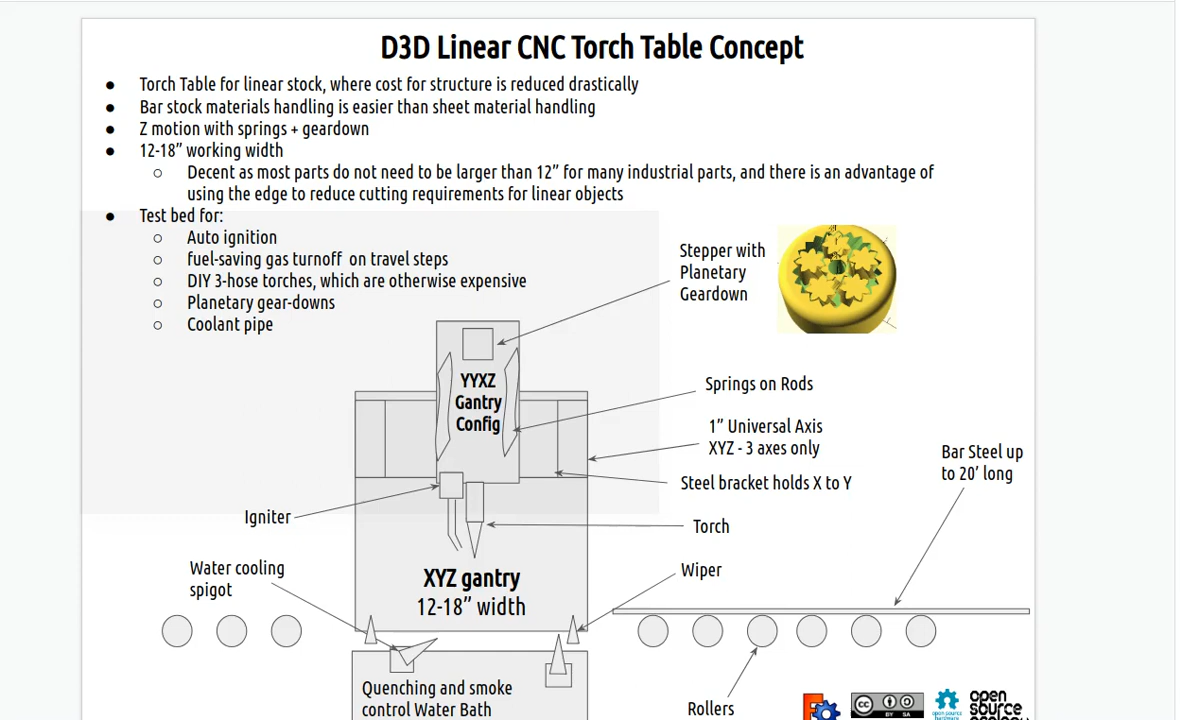 D3D Linear CNC Torch Table Concept
● Torch Table for linear stock, where cost for structure is reduced drastically
● Bar stock materials handling is easier than sheet material handling
● Z motion with springs + geardown
● 12-18” working width
○ Decent as most parts do not need to be larger than 12” for many industrial parts, and there is an advantage of
using the edge to reduce cutting requirements for linear objects
● Test bed for:
○ Auto ignition
○ fuel-saving gas turnoff on travel steps
○ DIY 3-hose torches, which are otherwise expensive
○ Planetary gear-downs
○ Coolant pipe
Stepper with
Planetary
Geardown
YYXZ
Gantry
Config
Springs on Rods
1” Universal Axis
XYZ - 3 axes only
Steel bracket holds X to Y
Bar Steel up
to 20’ long
Igniter
Torch
Water cooling
spigot
Wiper
XYZ gantry
12-18” width
Quenching and smoke
control Water Bath
Rollers
cc
BY SA
open source
hardware
open
source
ecology